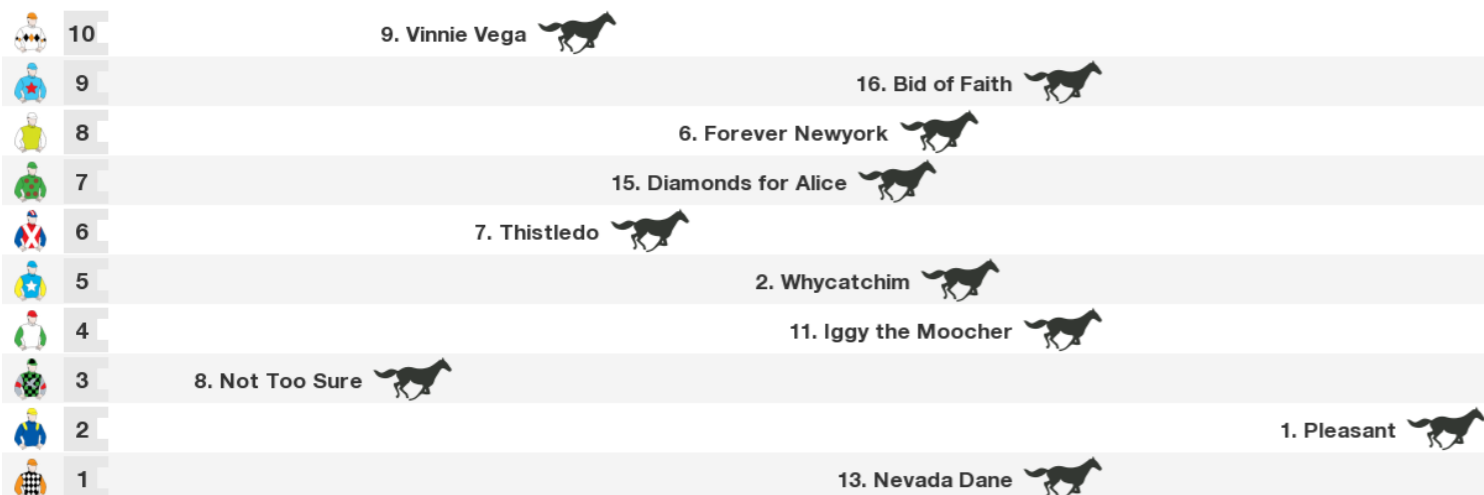 10 9. Vinnie Vega
9 16. Bid of Faith
8 6. Forever Newyork
7 15. Diamonds for Alice
6 7. Thistledo
5 2. Whycatchim
4 11. Iggy the Moocher
3 8. Not Too Sure
2 1. Pleasant
1 13. Nevada Dane